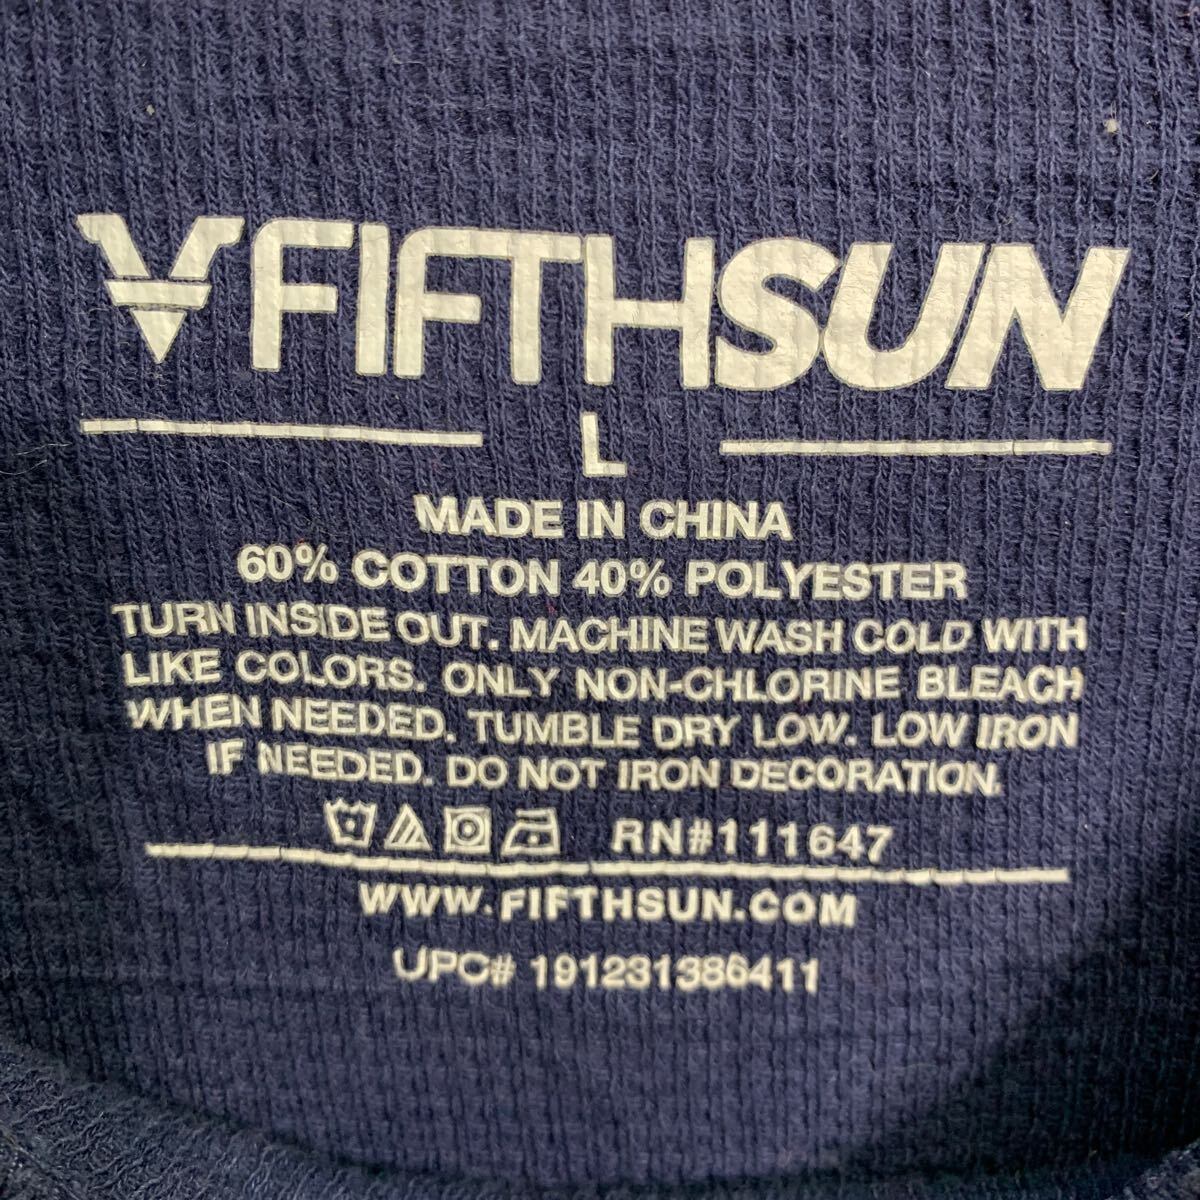 FIFTHSUN
L
MADE IN CHINA
60% COTTON 40% POLYESTER
TURN INSIDE OUT. MACHINE WASH COLD WITH
LIKE COLORS. ONLY NON-CHLORINE BLEACH
WHEN NEEDED. TUMBLE DRY LOW. LOW IRON
IF NEEDED. DO NOT IRON DECORATION.
RN#111647
WWW.FIFTHSUN.COM
UPC# 191231386411